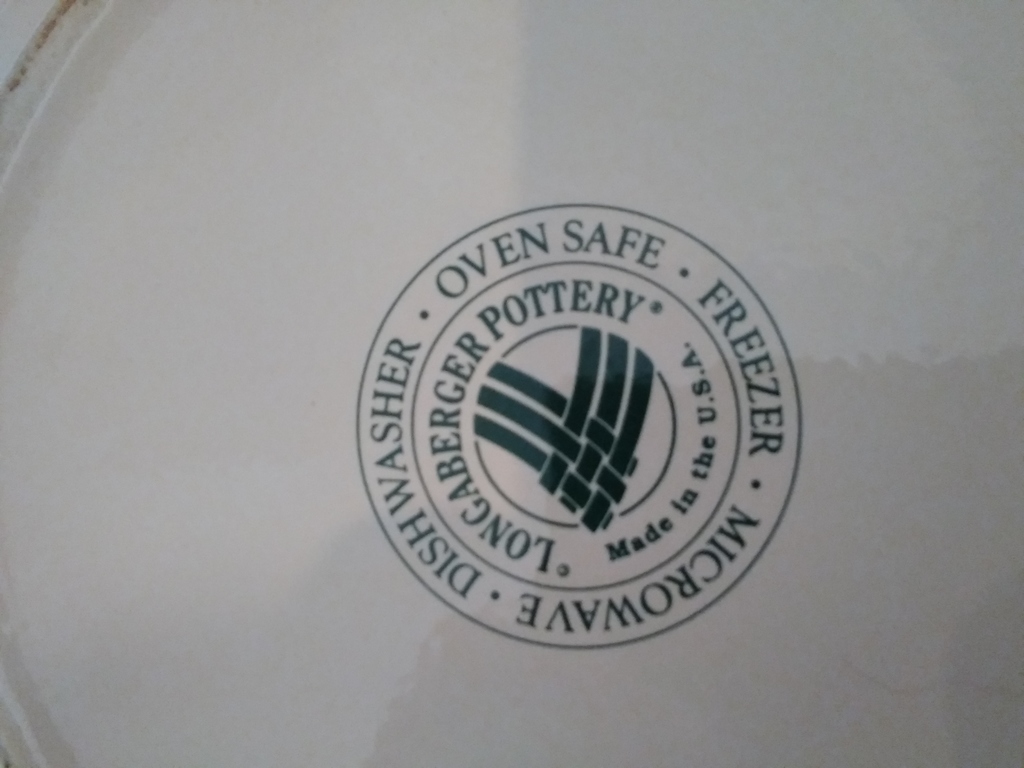 OVEN SAFE • FREEZER • MICROWAVE • DISHWASHER •
© LONGABERGER POTTERY®
Made in the U.S.A.